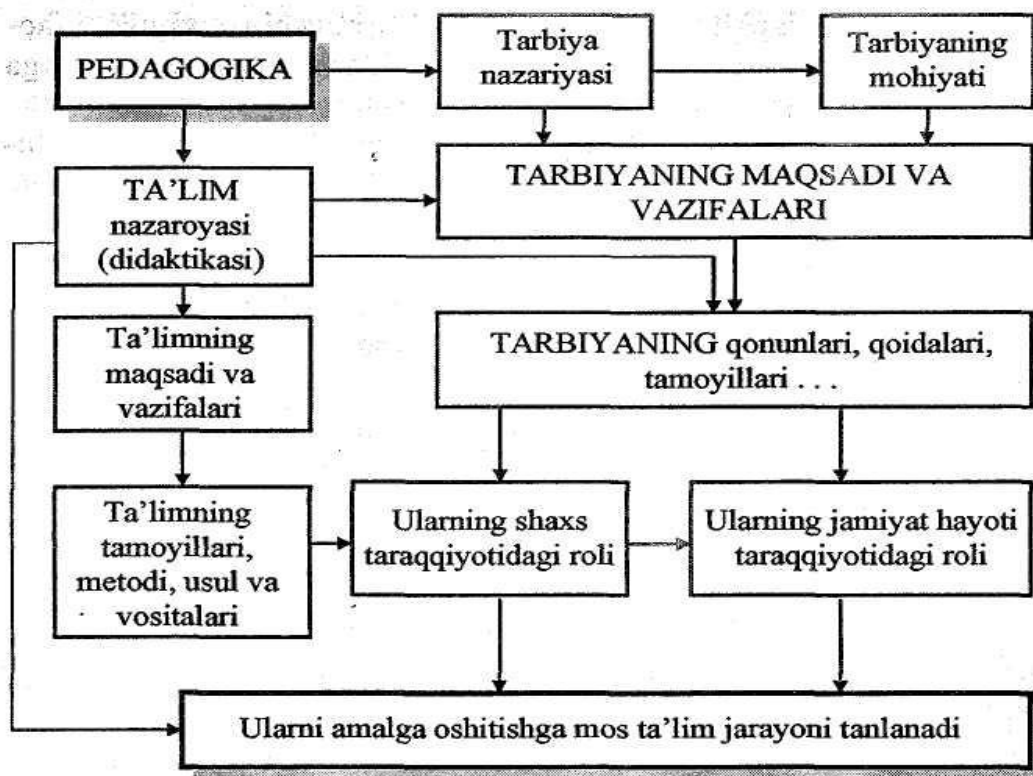 PEDAGOGIKA
Tarbiya
nazariyasi
Tarbiyaning
mohiyati
TA’LIM
nazaroyasi
(didaktikasi)
TARBIYANING MAQSADI VA
VAZIFALARI
Ta’limning
maqsadi va
vazifalari
TARBIYANING qonunlari, qoidalari,
tamoyillari . . .
Ta’limning
tamoyillari,
metodi, usul va
vositalari
Ularning shaxs
taraqqiyotidagi roli
Ularning jamiyat hayoti
taraqqiyotidagi roli
Ularni amalga oshitishga mos ta’lim jarayoni tanlanadi